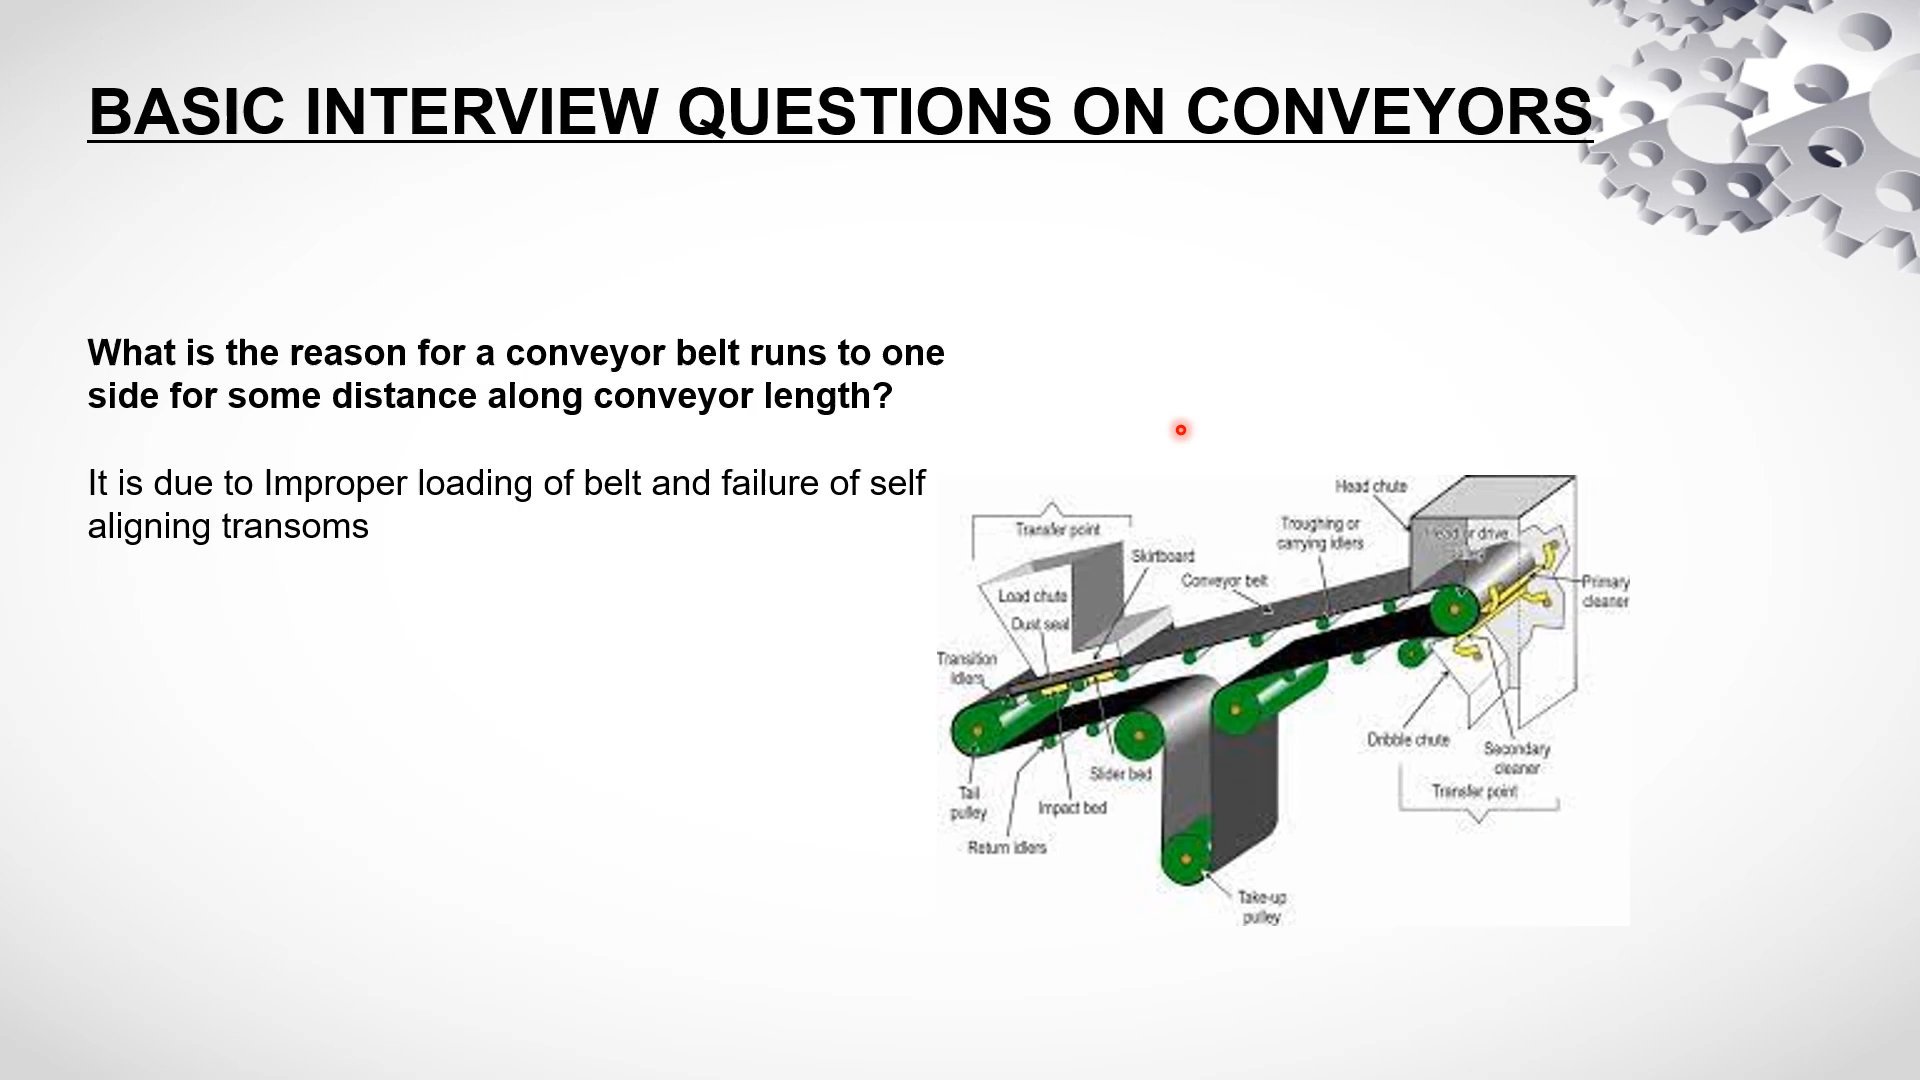 BASIC INTERVIEW QUESTIONS ON CONVEYORS
What is the reason for a conveyor belt runs to one
side for some distance along conveyor length?
It is due to Improper loading of belt and failure of self
aligning transoms
Head chute
Transfer point
Troughing or
carrying idlers
Head or drive
Skirtboard
Conveyor belt
Primary
cleaner
Load chute
Dust seal
Transition
idlers
Dribble chute
Secondary
cleaner
Slider bed
Tail
pulley
Impact bed
Transfer point
Return idlers
Take-up
pulley